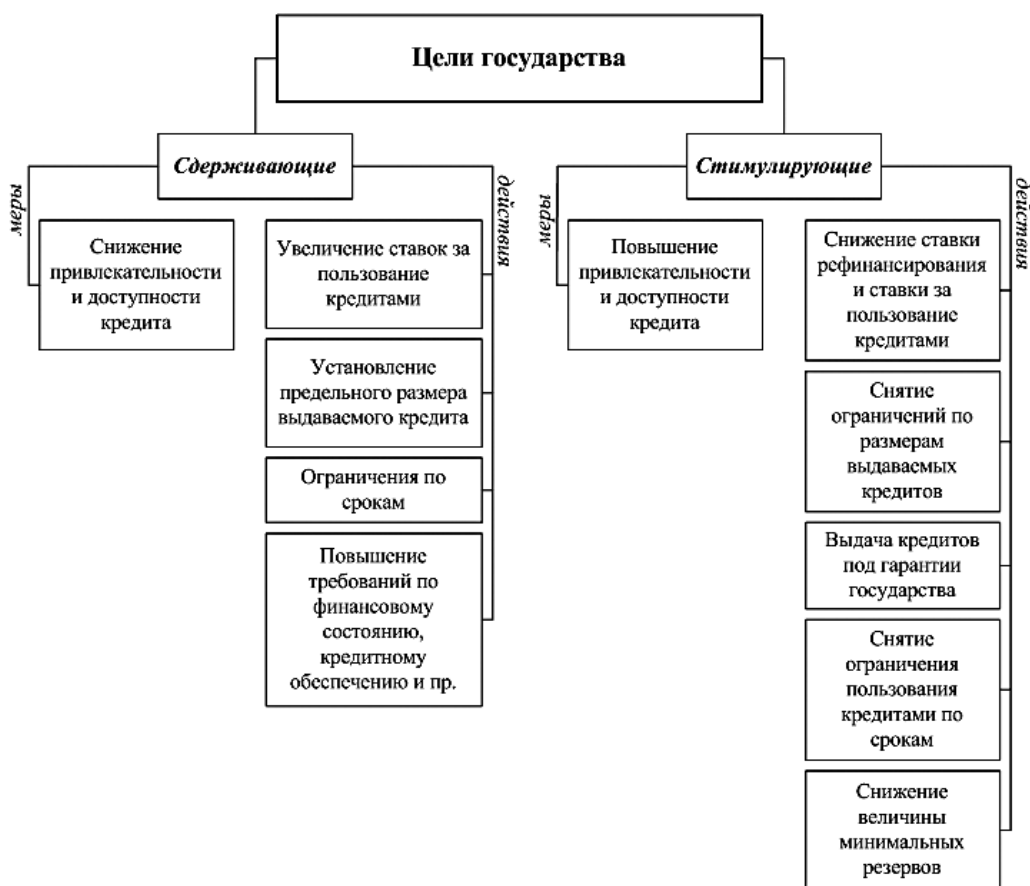 Цели государства
Сдерживающие
меры
действия
Снижение
привлекательности
и доступности
кредита
Увеличение ставок за
пользование
кредитами
Установление
предельного размера
выдаваемого кредита
Ограничения по
срокам
Повышение
требований по
финансовому
состоянию,
кредитному
обеспечению и пр.
Стимулирующие
меры
действия
Повышение
привлекательности
и доступности
кредита
Снижение ставки
рефинансирования
и ставки за
пользование
кредитами
Снятие
ограничений по
размерам
выдаваемых
кредитов
Выдача кредитов
под гарантии
государства
Снятие
ограничения
пользования
кредитами по
срокам
Снижение
величины
минимальных
резервов